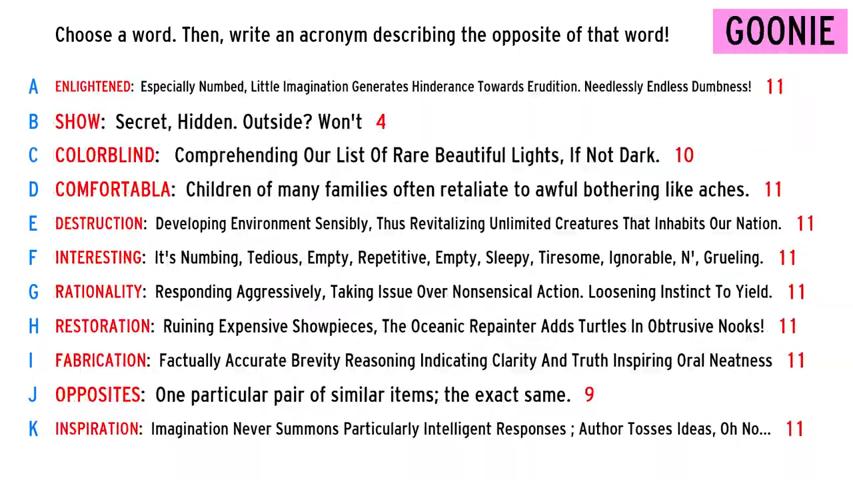 Choose a word. Then, write an acronym describing the opposite of that word!
GOONIE
A ENLIGHTENED: Especially Numbed, Little Imagination Generates Hinderance Towards Erudition. Needlessly Endless Dumbness! 11
B SHOW: Secret, Hidden. Outside? Won't 4
C COLORBLIND: Comprehending Our List Of Rare Beautiful Lights, If Not Dark. 10
D COMFORTABLA: Children of many families often retaliate to awful bothering like aches. 11
E DESTRUCTION: Developing Environment Sensibly, Thus Revitalizing Unlimited Creatures That Inhabits Our Nation. 11
F INTERESTING: It's Numbing, Tedious, Empty, Repetitive, Empty, Sleepy, Tiresome, Ignorable, N', Grueling. 11
G RATIONALITY: Responding Aggressively, Taking Issue Over Nonsensical Action. Loosening Instinct To Yield. 11
H RESTORATION: Ruining Expensive Showpieces, The Oceanic Repainter Adds Turtles In Obtrusive Nooks! 11
I FABRICATION: Factually Accurate Brevity Reasoning Indicating Clarity And Truth Inspiring Oral Neatness 11
J OPPOSITES: One particular pair of similar items; the exact same. 9
K INSPIRATION: Imagination Never Summons Particularly Intelligent Responses ; Author Tosses Ideas, Oh No... 11